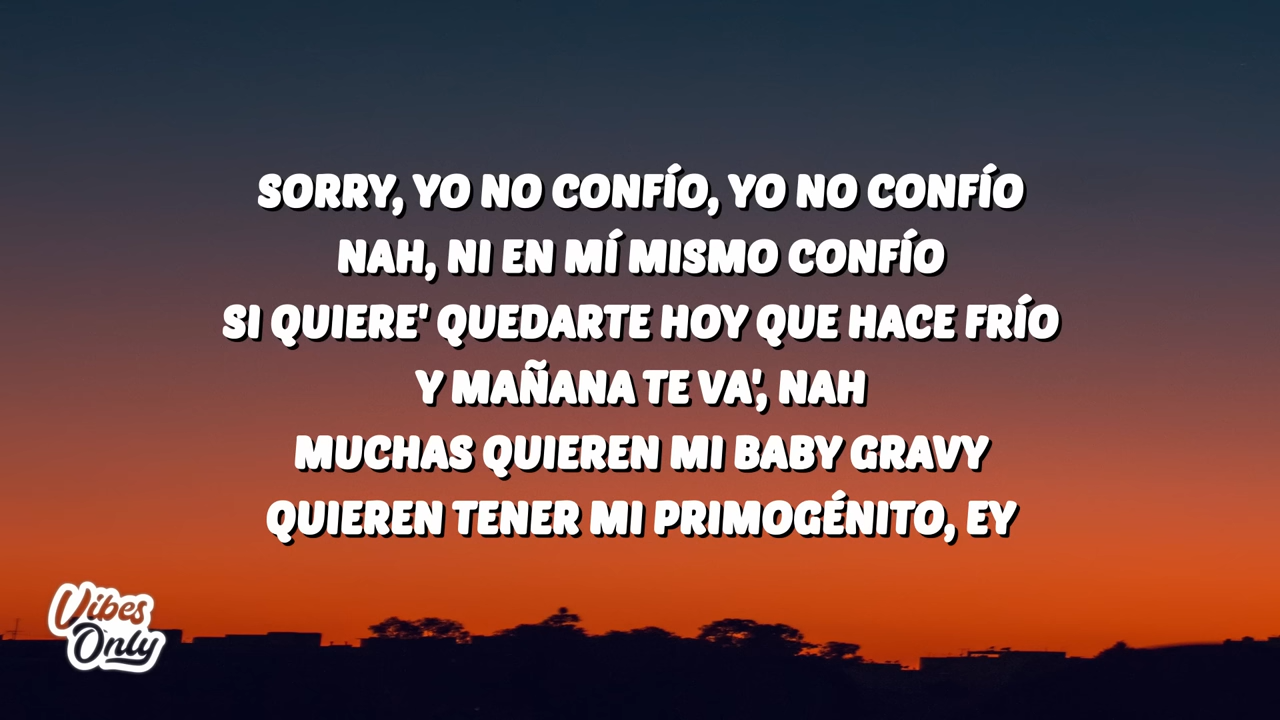 SORRY, YO NO CONFÍO, YO NO CONFÍO
NAH, NI EN MÍ MISMO CONFÍO
SI QUIERE' QUEDARTE HOY QUE HACE FRÍO
Y MAÑANA TE VA', NAH
MUCHAS QUIEREN MI BABY GRAVY
QUIEREN TENER MI PRIMOGÉNITO, EY
Vibes
Only